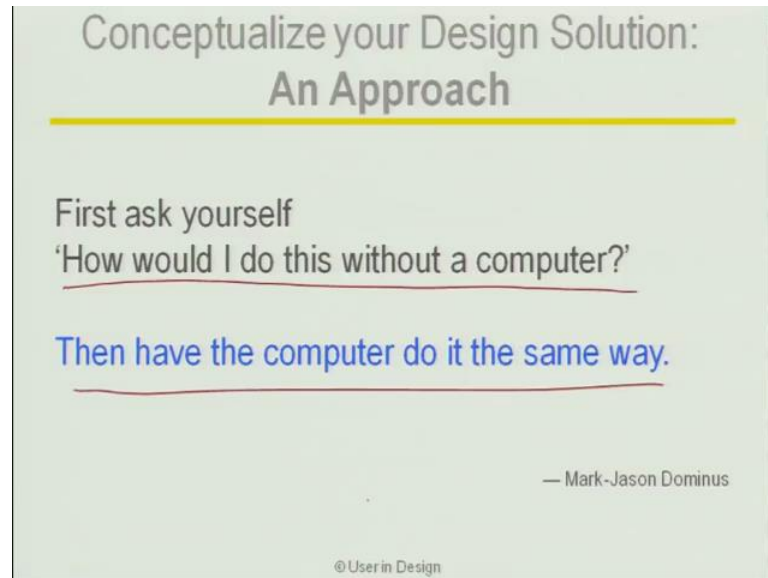 Conceptualize your Design Solution:
An Approach
First ask yourself
‘How would I do this without a computer?’
Then have the computer do it the same way.
— Mark-Jason Dominus
© User in Design